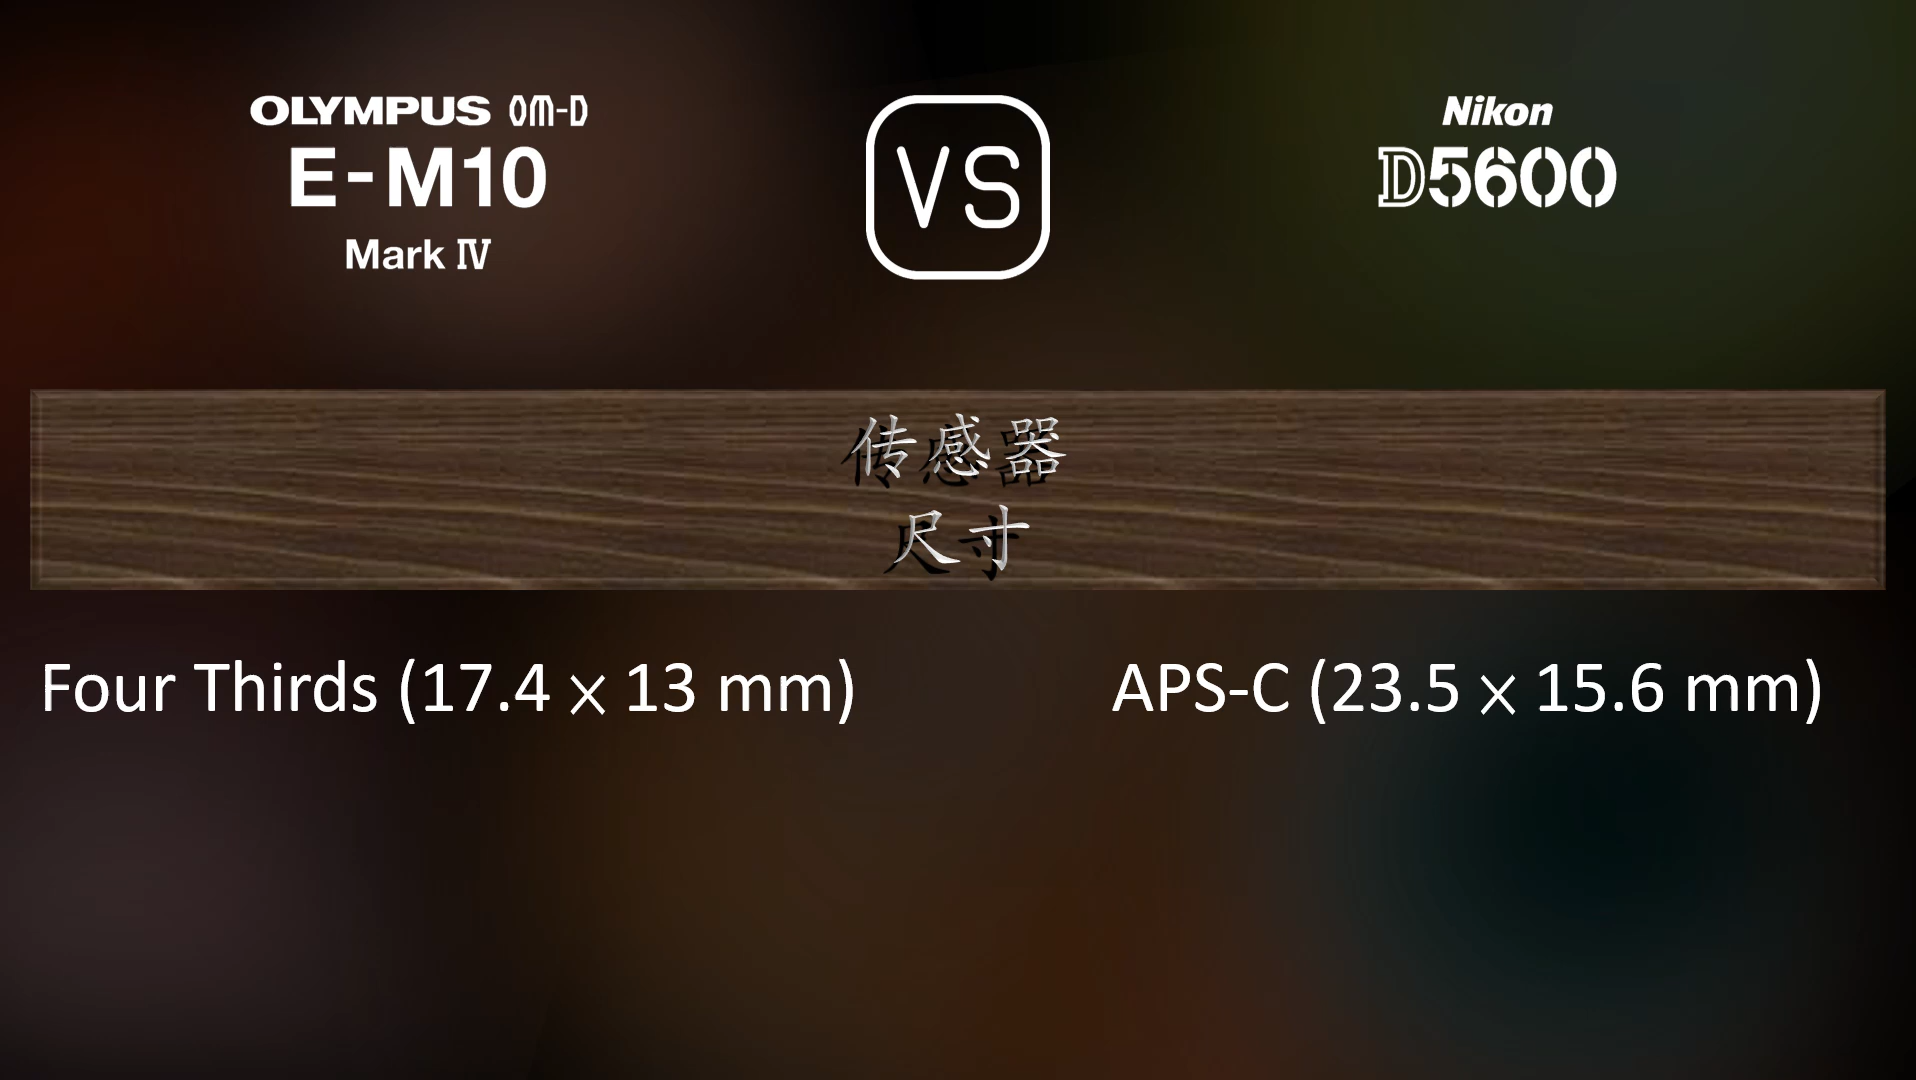 OLYMPUS OM-D
E-M10
Mark IV
VS
Nikon
D5600
传感器
尺寸
Four Thirds (17.4 x 13 mm)
APS-C (23.5 x 15.6 mm)